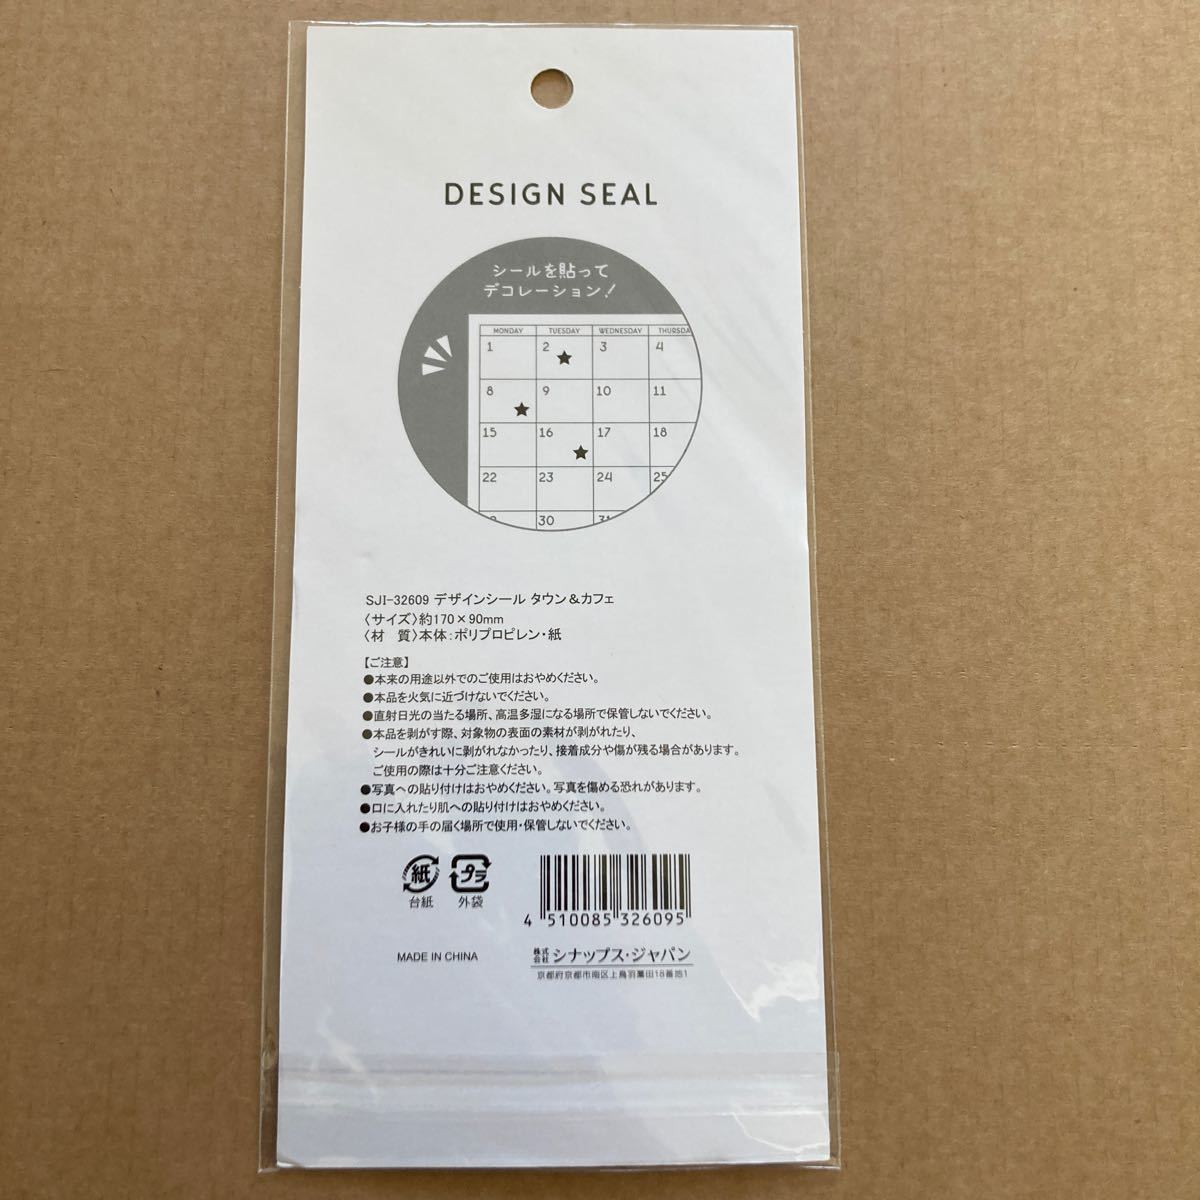 DESIGN SEAL
シールを貼って
デコレーション!
MONDAY TUESDAY WEDNESDAY THURSDA
1 2 3 4
8 9 10 11
15 16 17 18
22 23 24 25
30 31
SJI-32609 デザインシール タウン&カフェ
〈サイズ〉約170×90mm
〈材 質〉本体:ポリプロピレン・紙
【ご注意】
●本来の用途以外でのご使用はおやめください。
●本品を火気に近づけないでください。
●直射日光の当たる場所、高温多湿になる場所で保管しないでください。
●本品を剥がす際、対象物の表面の素材が剥がれたり、
シールがきれいに剥がれなかったり、接着成分や傷が残る場合があります。
ご使用の際は十分ご注意ください。
●写真への貼り付けはおやめください。写真を傷める恐れがあります。
●口に入れたり肌への貼り付けはおやめください。
●お子様の手の届く場所で使用・保管しないでください。
紙 プラ
台紙 外袋
4 510085 326095
MADE IN CHINA
株式会社 シナップス・ジャパン
京都府京都市南区上鳥羽藁田18番地1